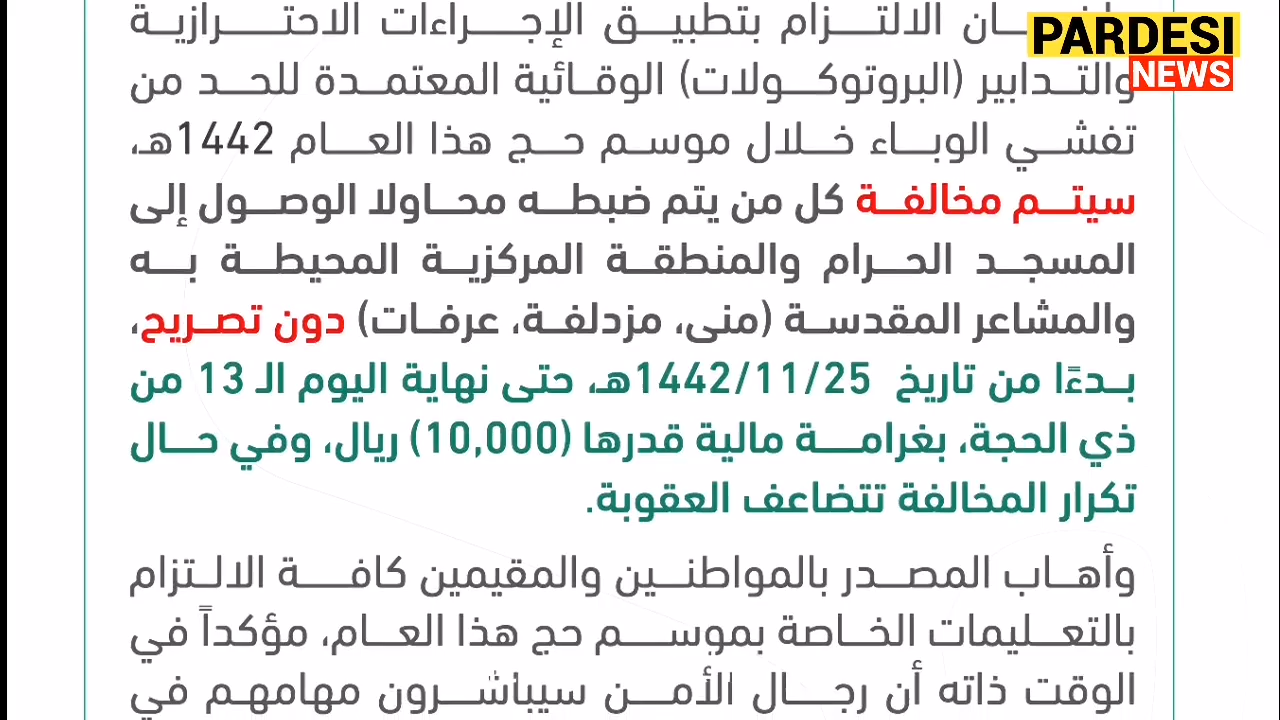 الالتزام بتطبيق الإجراءات الاحترازية
والتدابير (البروتوكولات) الوقائية المعتمدة للحد من
تفشي الوباء خلال موسم حج هذا العام 1442هـ،
سيتم مخالفة كل من يتم ضبطه محاولا الوصول إلى
المسجد الحرام والمنطقة المركزية المحيطة به
والمشاعر المقدسة (منى، مزدلفة، عرفات) دون تصريح،
بدءًا من تاريخ 1442/11/25هـ، حتى نهاية اليوم الـ 13 من
ذي الحجة، بغرامة مالية قدرها (10,000) ريال، وفي حال
تكرار المخالفة تتضاعف العقوبة.
وأهاب المصدر بالمواطنين والمقيمين كافة الالتزام
بالتعليمات الخاصة بموسم حج هذا العام، مؤكداً في
الوقت ذاته أن رجال الأمن سيباشرون مهامهم في
PARDESI
NEWS